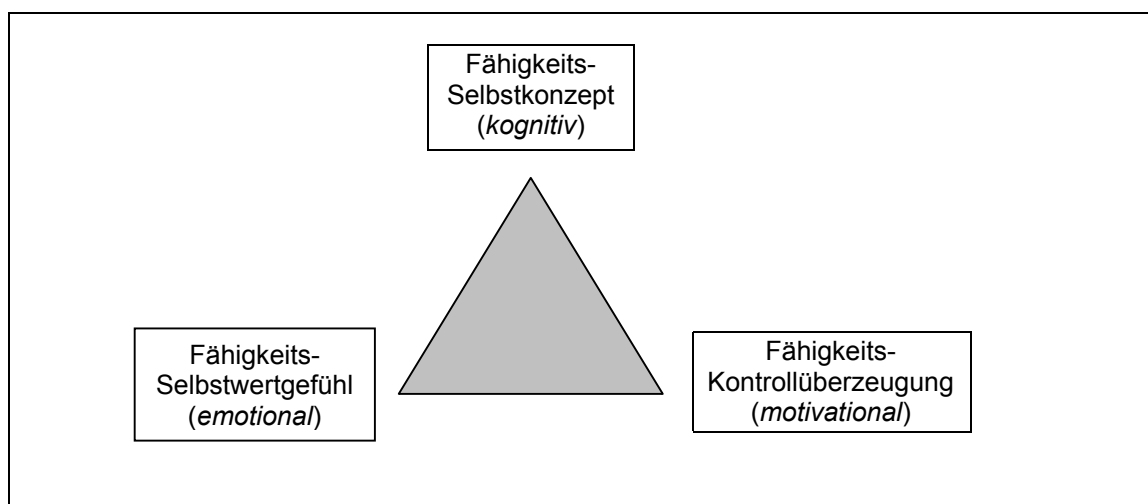 Fähigkeits-
Selbstkonzept
(kognitiv)
Fähigkeits-
Selbstwertgefühl
(emotional)
Fähigkeits-
Kontrollüberzeugung
(motivational)